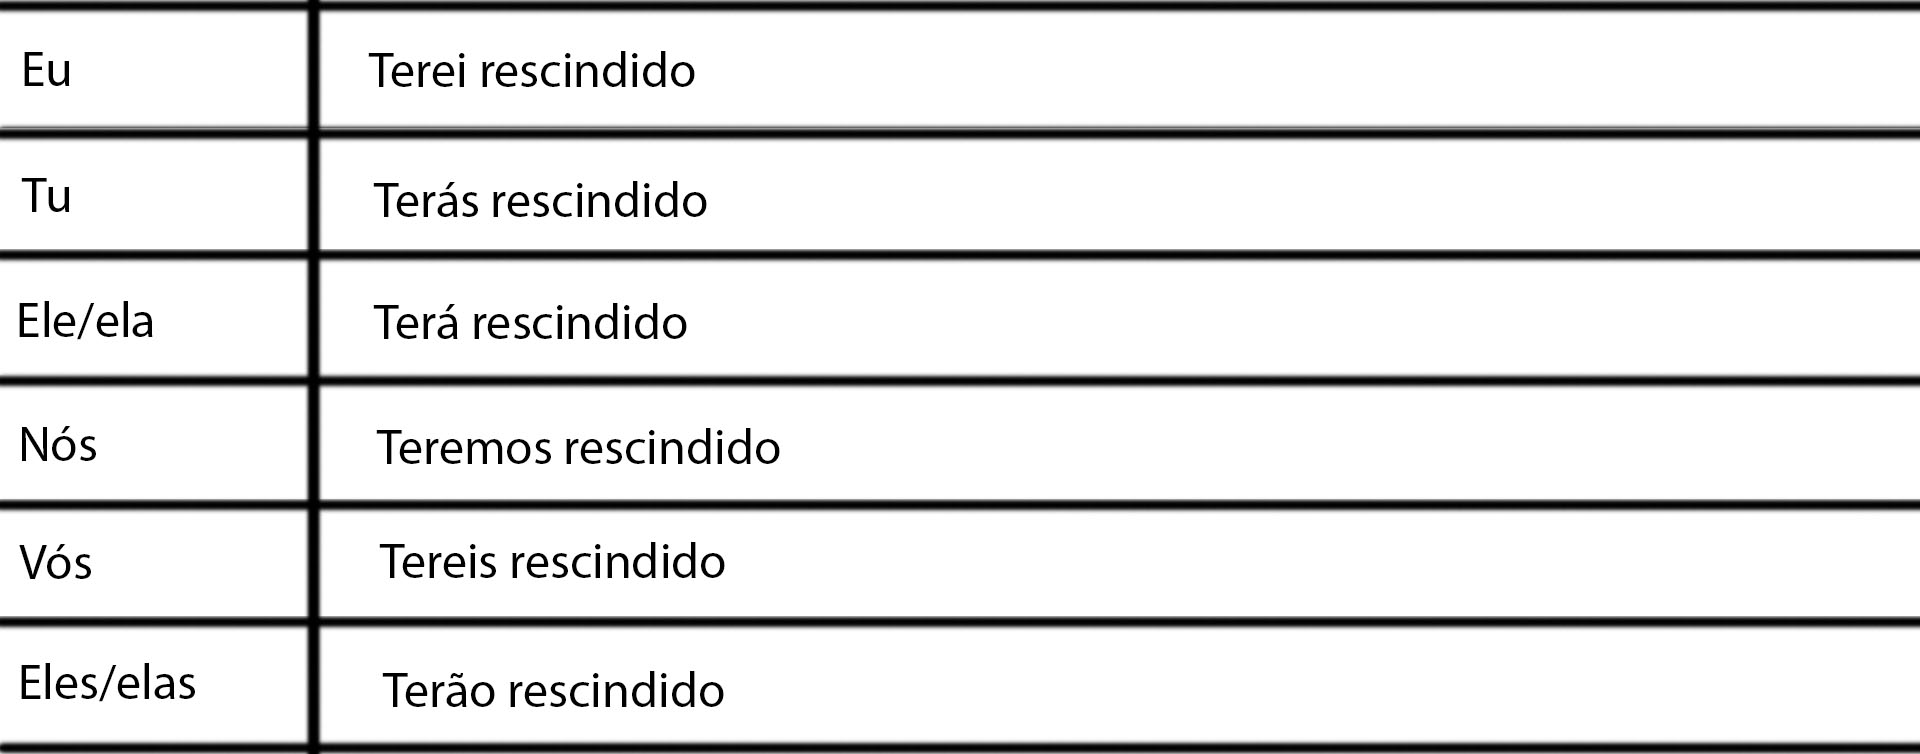 Eu Terei rescindido
Tu Terás rescindido
Ele/ela Terá rescindido
Nós Teremos rescindido
Vós Tereis rescindido
Eles/elas Terão rescindido